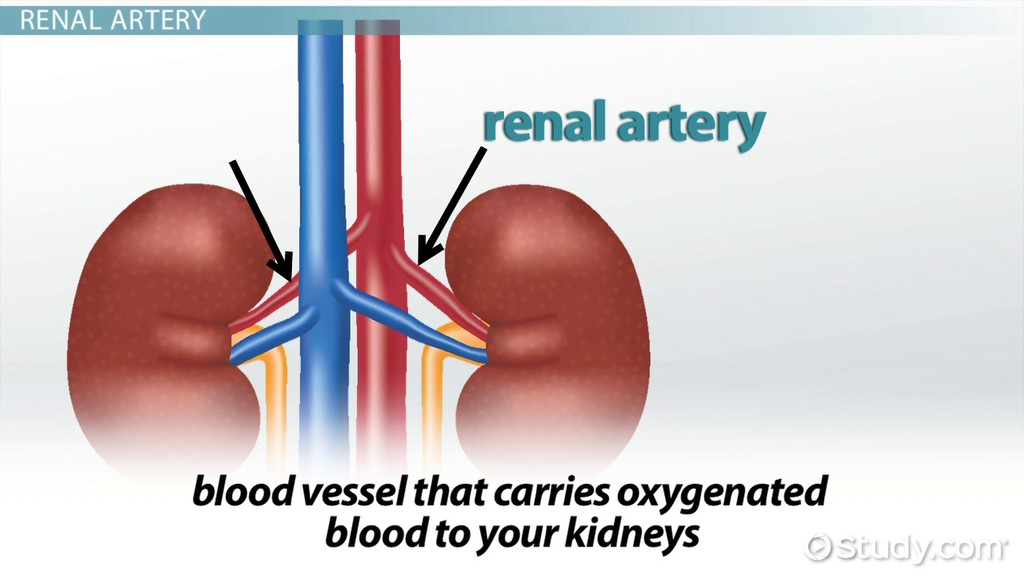 RENAL ARTERY
renal artery
blood vessel that carries oxygenated
blood to your kidneys
Study.com